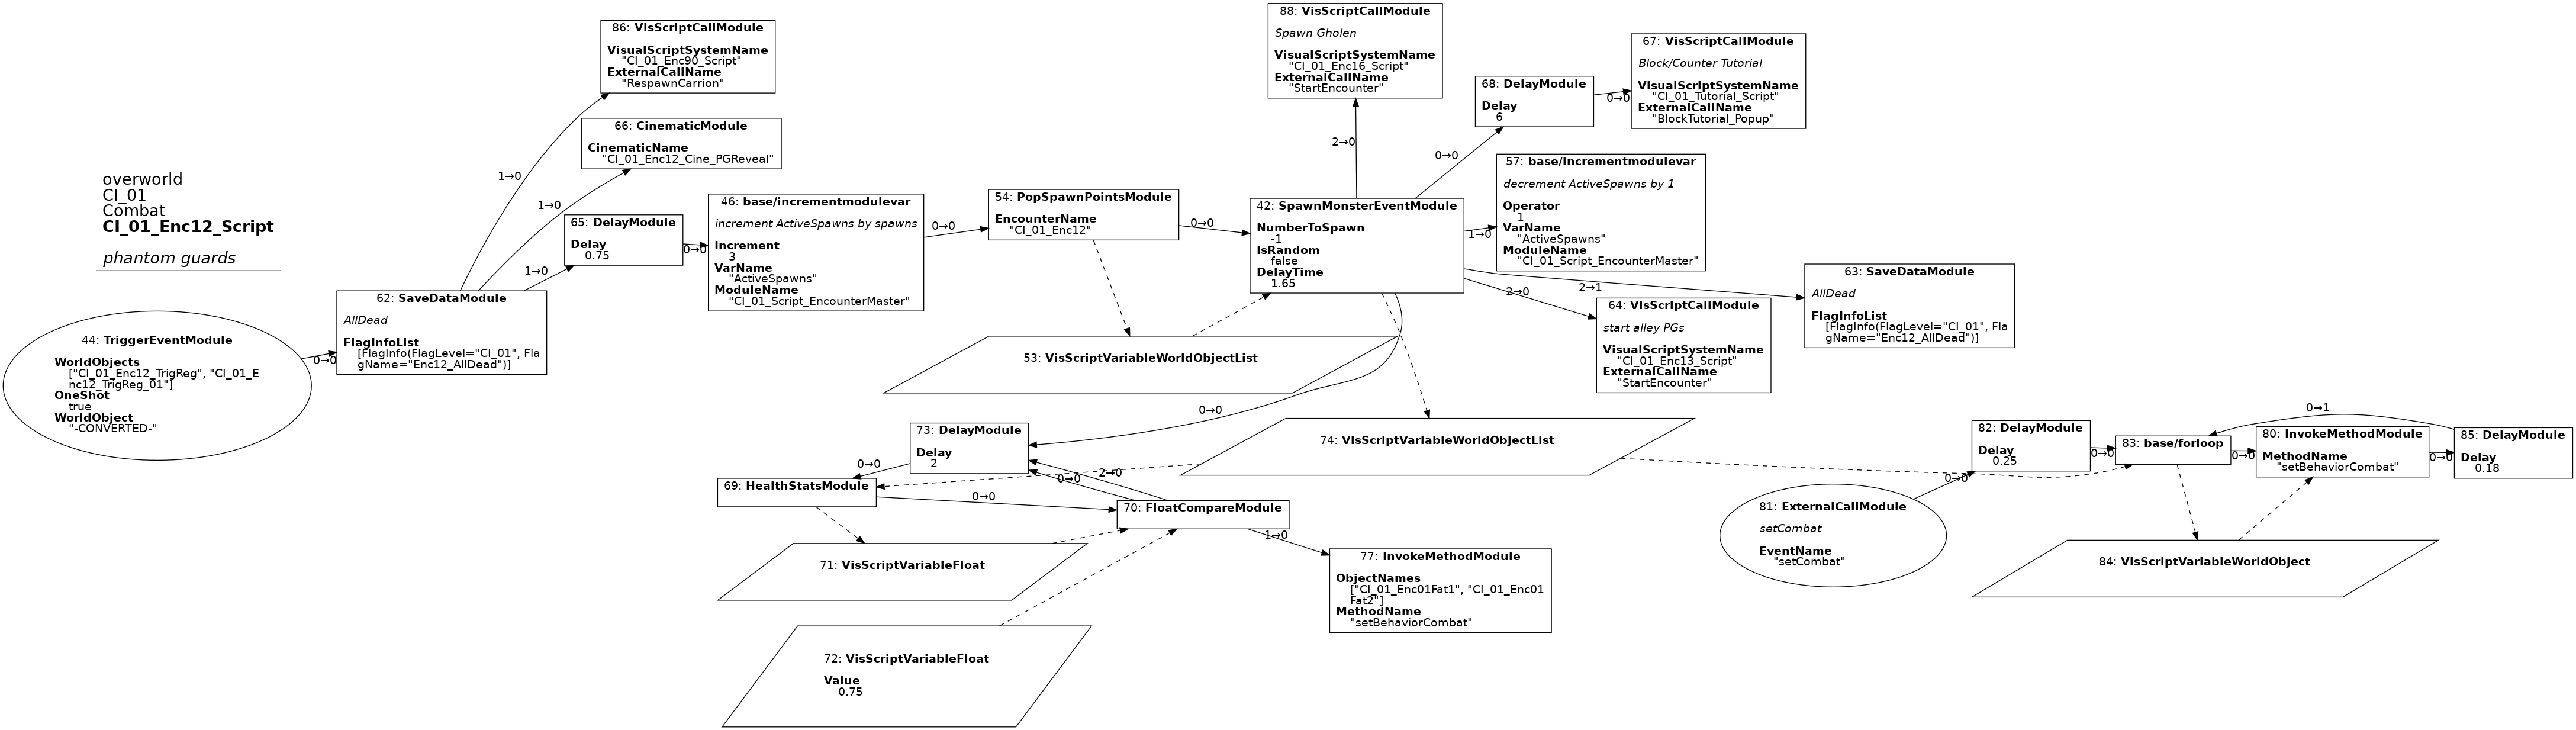 overworld
CI_01
Combat
CI_01_Enc12_Script
phantom guards
44: TriggerEventModule
WorldObjects
["CI_01_Enc12_TrigReg", "CI_01_E
nc12_TrigReg_01"]
OneShot
true
WorldObject
"-CONVERTED-"
0→0
62: SaveDataModule
AllDead
FlagInfoList
[FlagInfo(FlagLevel="CI_01", Fla
gName="Enc12_AllDead")]
1→0
1→0
1→0
86: VisScriptCallModule
VisualScriptSystemName
"CI_01_Enc90_Script"
ExternalCallName
"RespawnCarrion"
66: CinematicModule
CinematicName
"CI_01_Enc12_Cine_PGReveal"
65: DelayModule
Delay
0.75
0→0
46: base/incrementmodulevar
increment ActiveSpawns by spawns
Increment
3
VarName
"ActiveSpawns"
ModuleName
"CI_01_Script_EncounterMaster"
0→0
54: PopSpawnPointsModule
EncounterName
"CI_01_Enc12"
0→0
53: VisScriptVariableWorldObjectList
42: SpawnMonsterEventModule
NumberToSpawn
-1
IsRandom
false
DelayTime
1.65
2→0
88: VisScriptCallModule
Spawn Gholen
VisualScriptSystemName
"CI_01_Enc16_Script"
ExternalCallName
"StartEncounter"
0→0
68: DelayModule
Delay
6
0→0
67: VisScriptCallModule
Block/Counter Tutorial
VisualScriptSystemName
"CI_01_Tutorial_Script"
ExternalCallName
"BlockTutorial_Popup"
1→0
57: base/incrementmodulevar
decrement ActiveSpawns by 1
Operator
1
VarName
"ActiveSpawns"
ModuleName
"CI_01_Script_EncounterMaster"
2→1
63: SaveDataModule
AllDead
FlagInfoList
[FlagInfo(FlagLevel="CI_01", Fla
gName="Enc12_AllDead")]
2→0
64: VisScriptCallModule
start alley PGs
VisualScriptSystemName
"CI_01_Enc13_Script"
ExternalCallName
"StartEncounter"
0→0
74: VisScriptVariableWorldObjectList
73: DelayModule
Delay
2
0→0
69: HealthStatsModule
0→0
2→0
0→0
70: FloatCompareModule
1→0
71: VisScriptVariableFloat
72: VisScriptVariableFloat
Value
0.75
77: InvokeMethodModule
ObjectNames
["CI_01_Enc01Fat1", "CI_01_Enc01
Fat2"]
MethodName
"setBehaviorCombat"
81: ExternalCallModule
setCombat
EventName
"setCombat"
0→0
82: DelayModule
Delay
0.25
0→0
83: base/forloop
0→0
80: InvokeMethodModule
MethodName
"setBehaviorCombat"
0→0
85: DelayModule
Delay
0.18
0→1
84: VisScriptVariableWorldObject